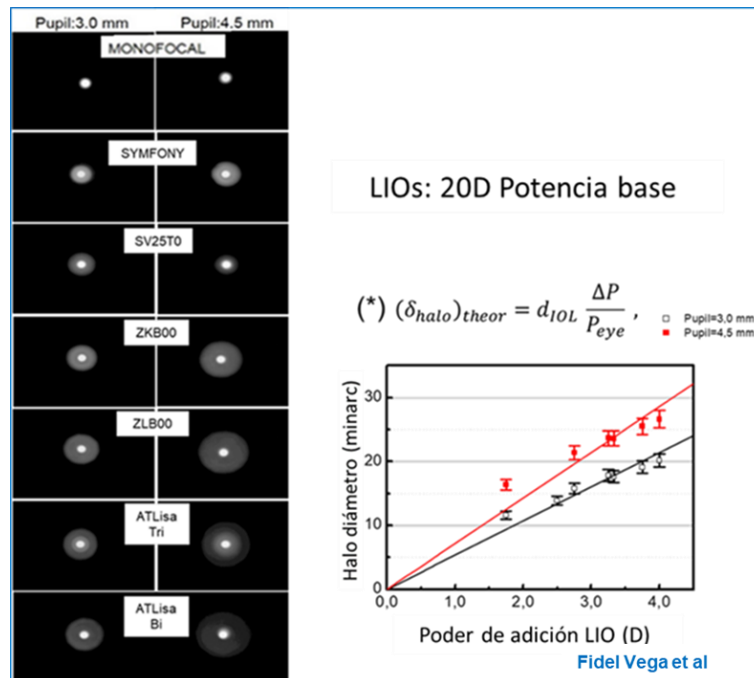 Pupil:3.0 mm Pupil:4.5 mm
MONOFOCAL
SYMFONY
SV25T0
ZKB00
ZLB00
ATLisa
Tri
ATLisa
Bi
LIOs: 20D Potencia base
(*) (δhalo)theor = dIOL ΔP/Peye ,
Pupil=3,0 mm
Pupil=4,5 mm
Halo diámetro (minarc)
30
20
10
0
0,0 1,0 2,0 3,0 4,0
Poder de adición LIO (D)
Fidel Vega et al